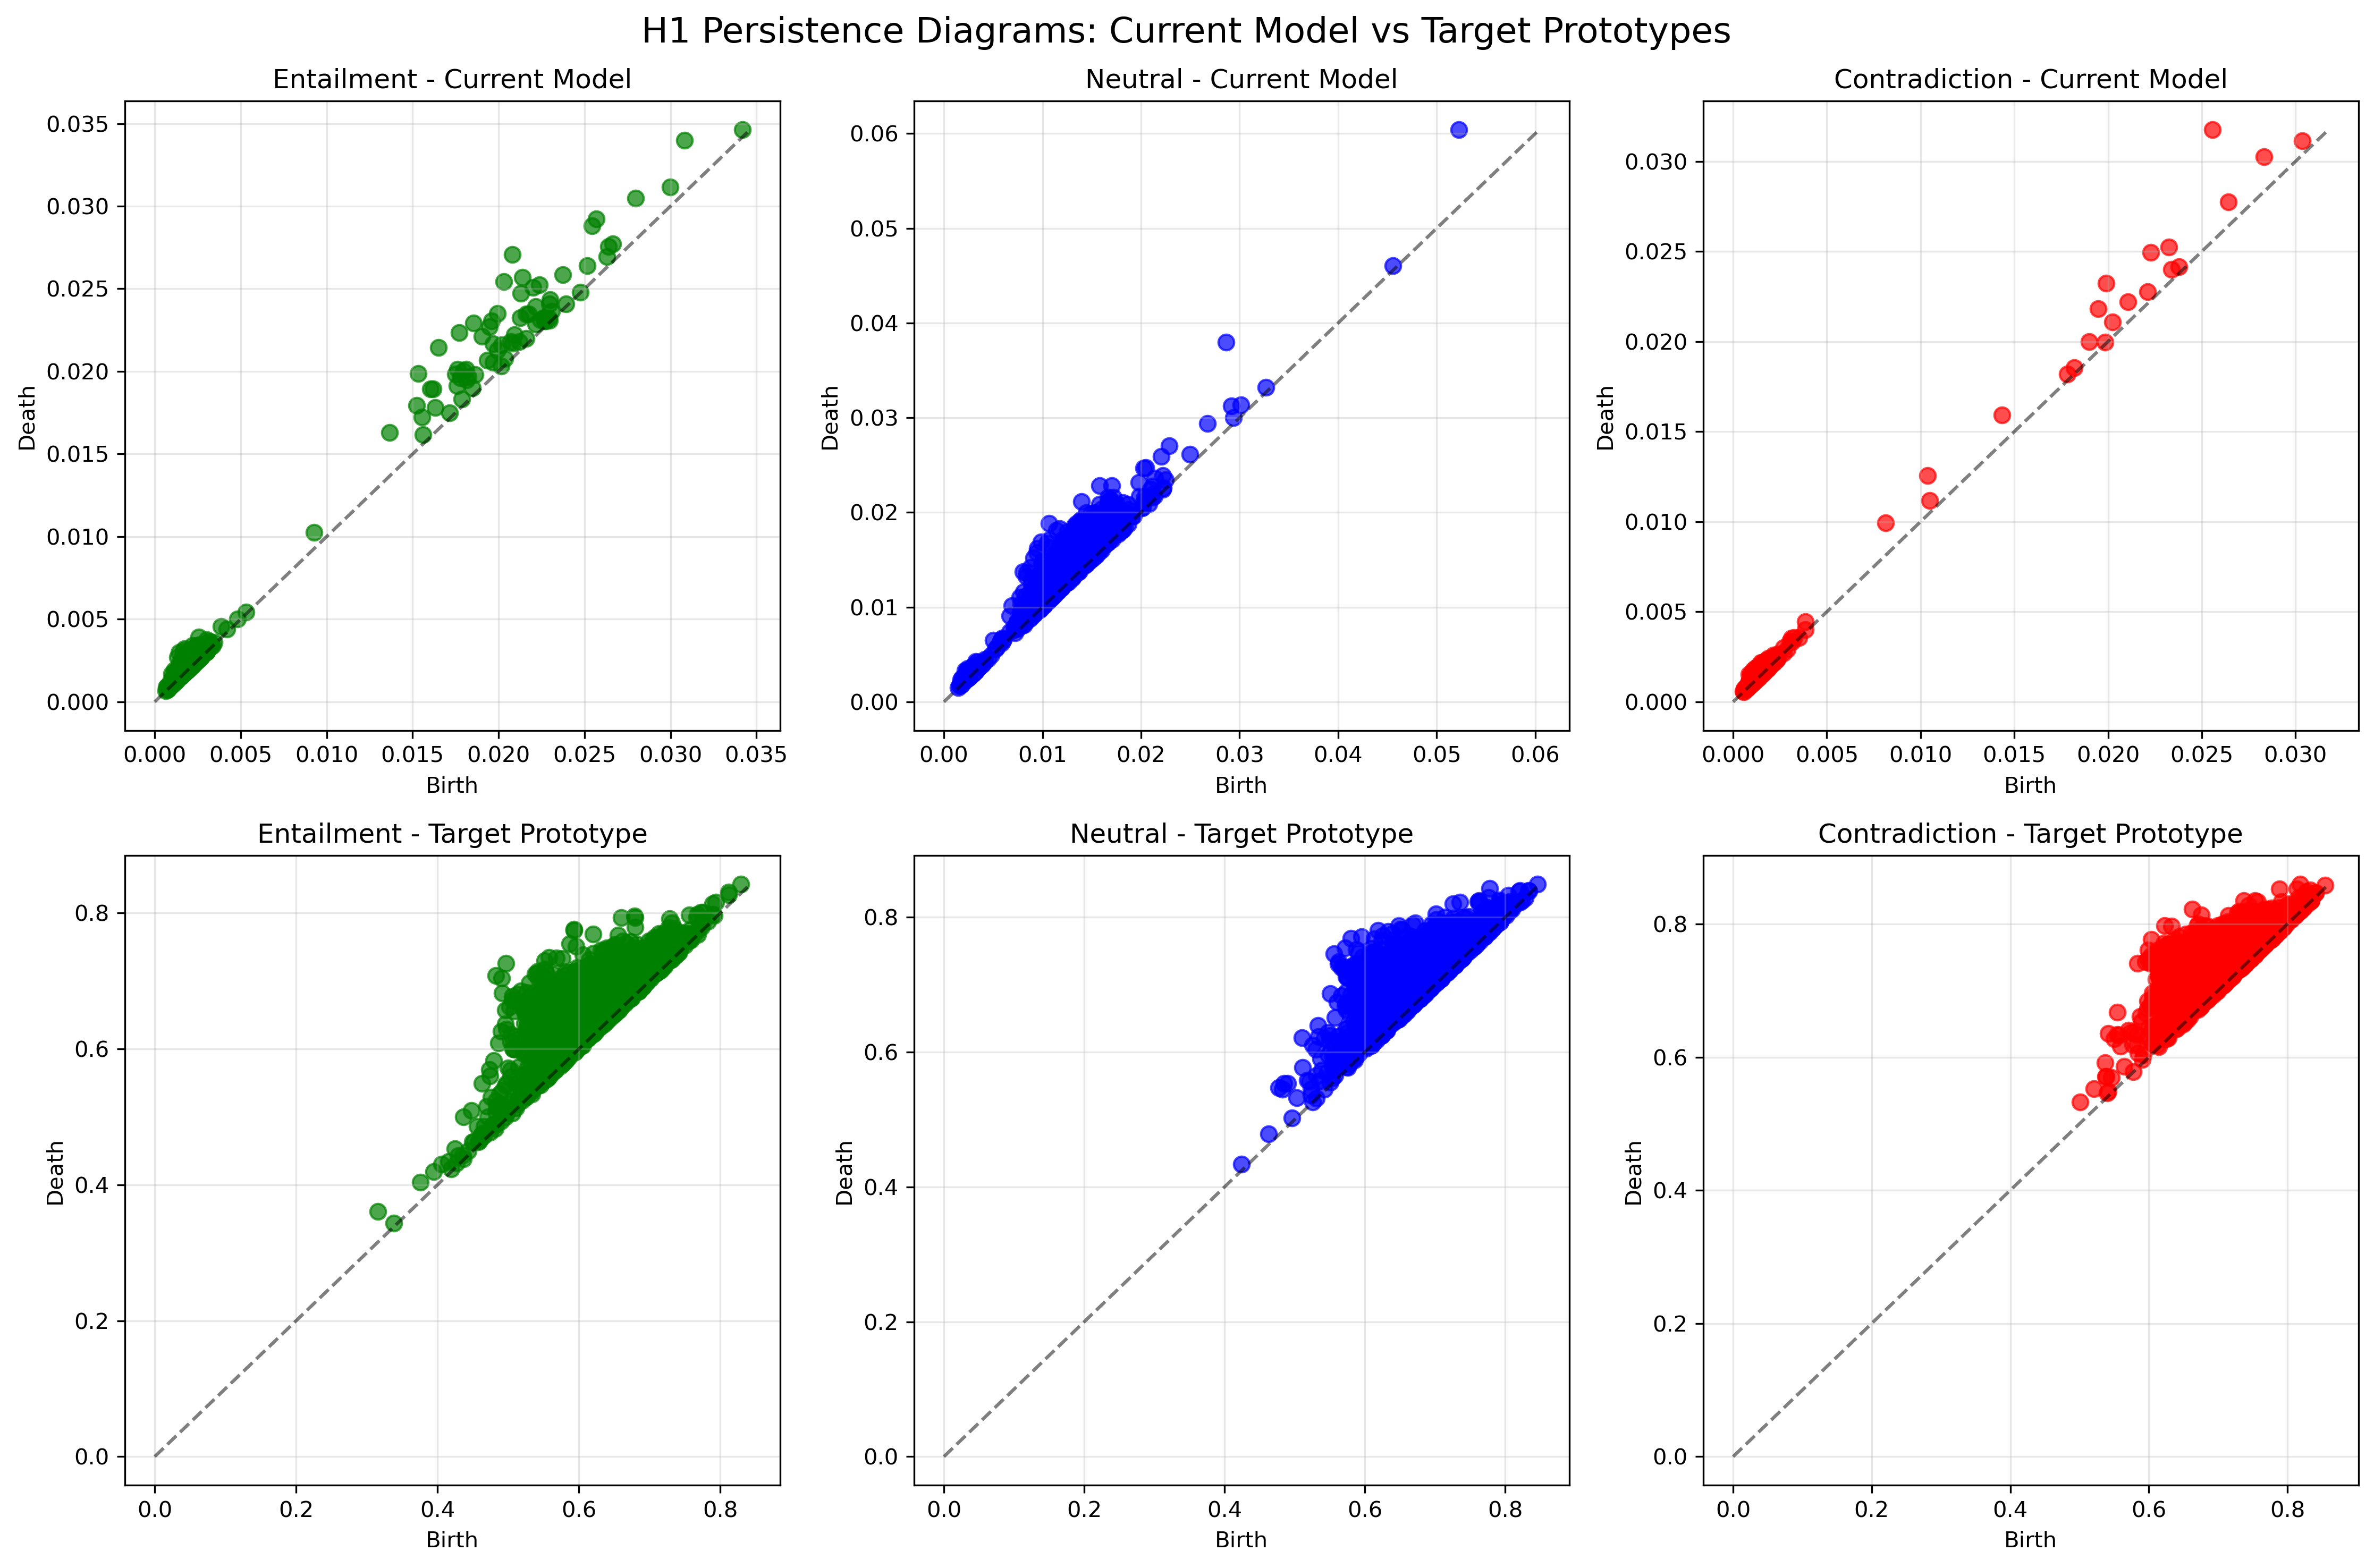 H1 Persistence Diagrams: Current Model vs Target Prototypes
Entailment - Current Model
Neutral - Current Model
Contradiction - Current Model
Death
0.035
0.030
0.025
0.020
0.015
0.010
0.005
0.000
0.000 0.005 0.010 0.015 0.020 0.025 0.030 0.035
Birth
Death
0.06
0.05
0.04
0.03
0.02
0.01
0.00
0.00 0.01 0.02 0.03 0.04 0.05 0.06
Birth
Death
0.030
0.025
0.020
0.015
0.010
0.005
0.000
0.000 0.005 0.010 0.015 0.020 0.025 0.030
Birth
Entailment - Target Prototype
Neutral - Target Prototype
Contradiction - Target Prototype
Death
0.8
0.6
0.4
0.2
0.0
0.0 0.2 0.4 0.6 0.8
Birth
Death
0.8
0.6
0.4
0.2
0.0
0.0 0.2 0.4 0.6 0.8
Birth
Death
0.8
0.6
0.4
0.2
0.0
0.0 0.2 0.4 0.6 0.8
Birth